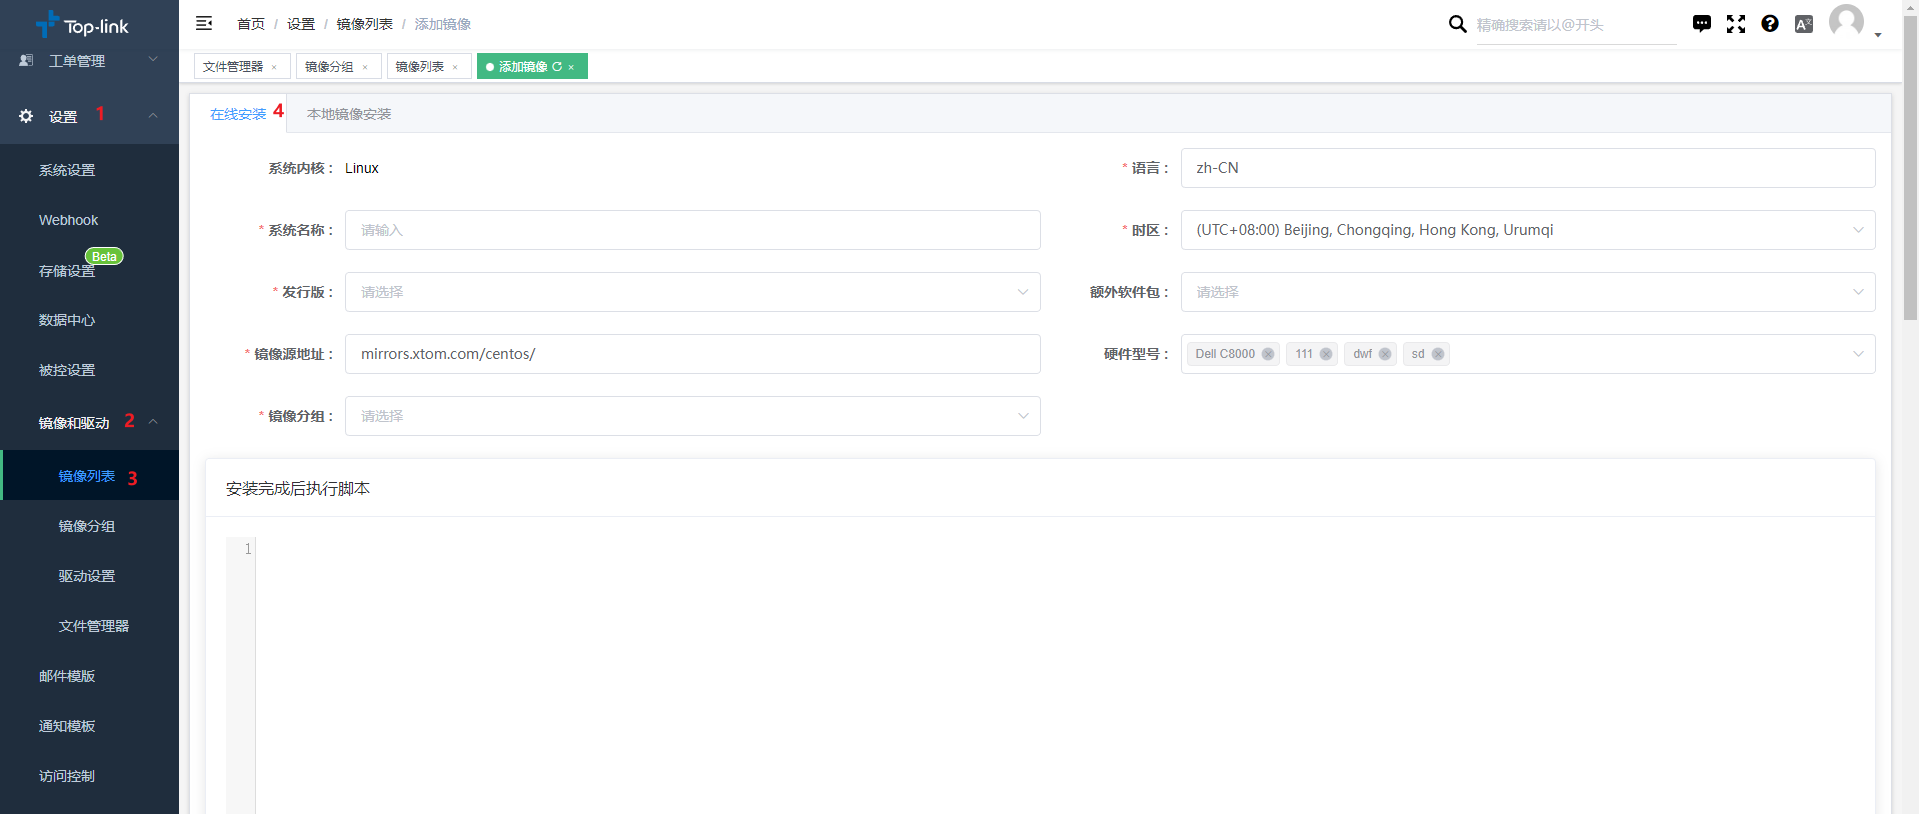 Top-link
首页 / 设置 / 镜像列表 / 添加镜像
精确搜索请以@开头
文件管理器 ×
镜像分组 ×
镜像列表 ×
添加镜像 ×
工单管理
设置 1
系统设置
Webhook
Beta
存储设置
数据中心
被控设置
镜像和驱动 2
镜像列表 3
镜像分组
驱动设置
文件管理器
邮件模版
通知模板
访问控制
在线安装 4
本地镜像安装
系统内核： Linux
* 语言： zh-CN
* 系统名称： 请输入
* 时区： (UTC+08:00) Beijing, Chongqing, Hong Kong, Urumqi
* 发行版： 请选择
额外软件包： 请选择
* 镜像源地址： mirrors.xtom.com/centos/
硬件型号： Dell C8000 111 dwf sd
* 镜像分组： 请选择
安装完成后执行脚本
1